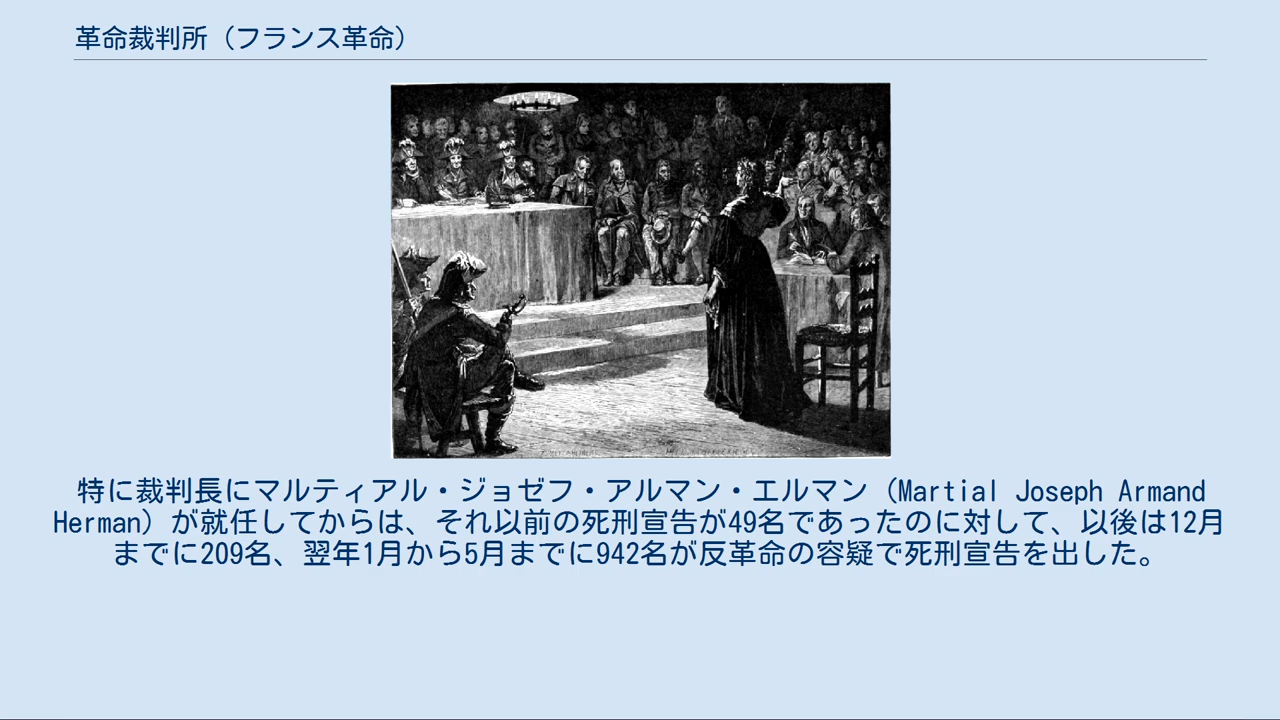 革命裁判所（フランス革命）
特に裁判長にマルティアル・ジョゼフ・アルマン・エルマン（Martial Joseph Armand
Herman）が就任してからは、それ以前の死刑宣告が49名であったのに対して、以後は12月
までに209名、翌年1月から5月までに942名が反革命の容疑で死刑宣告を出した。